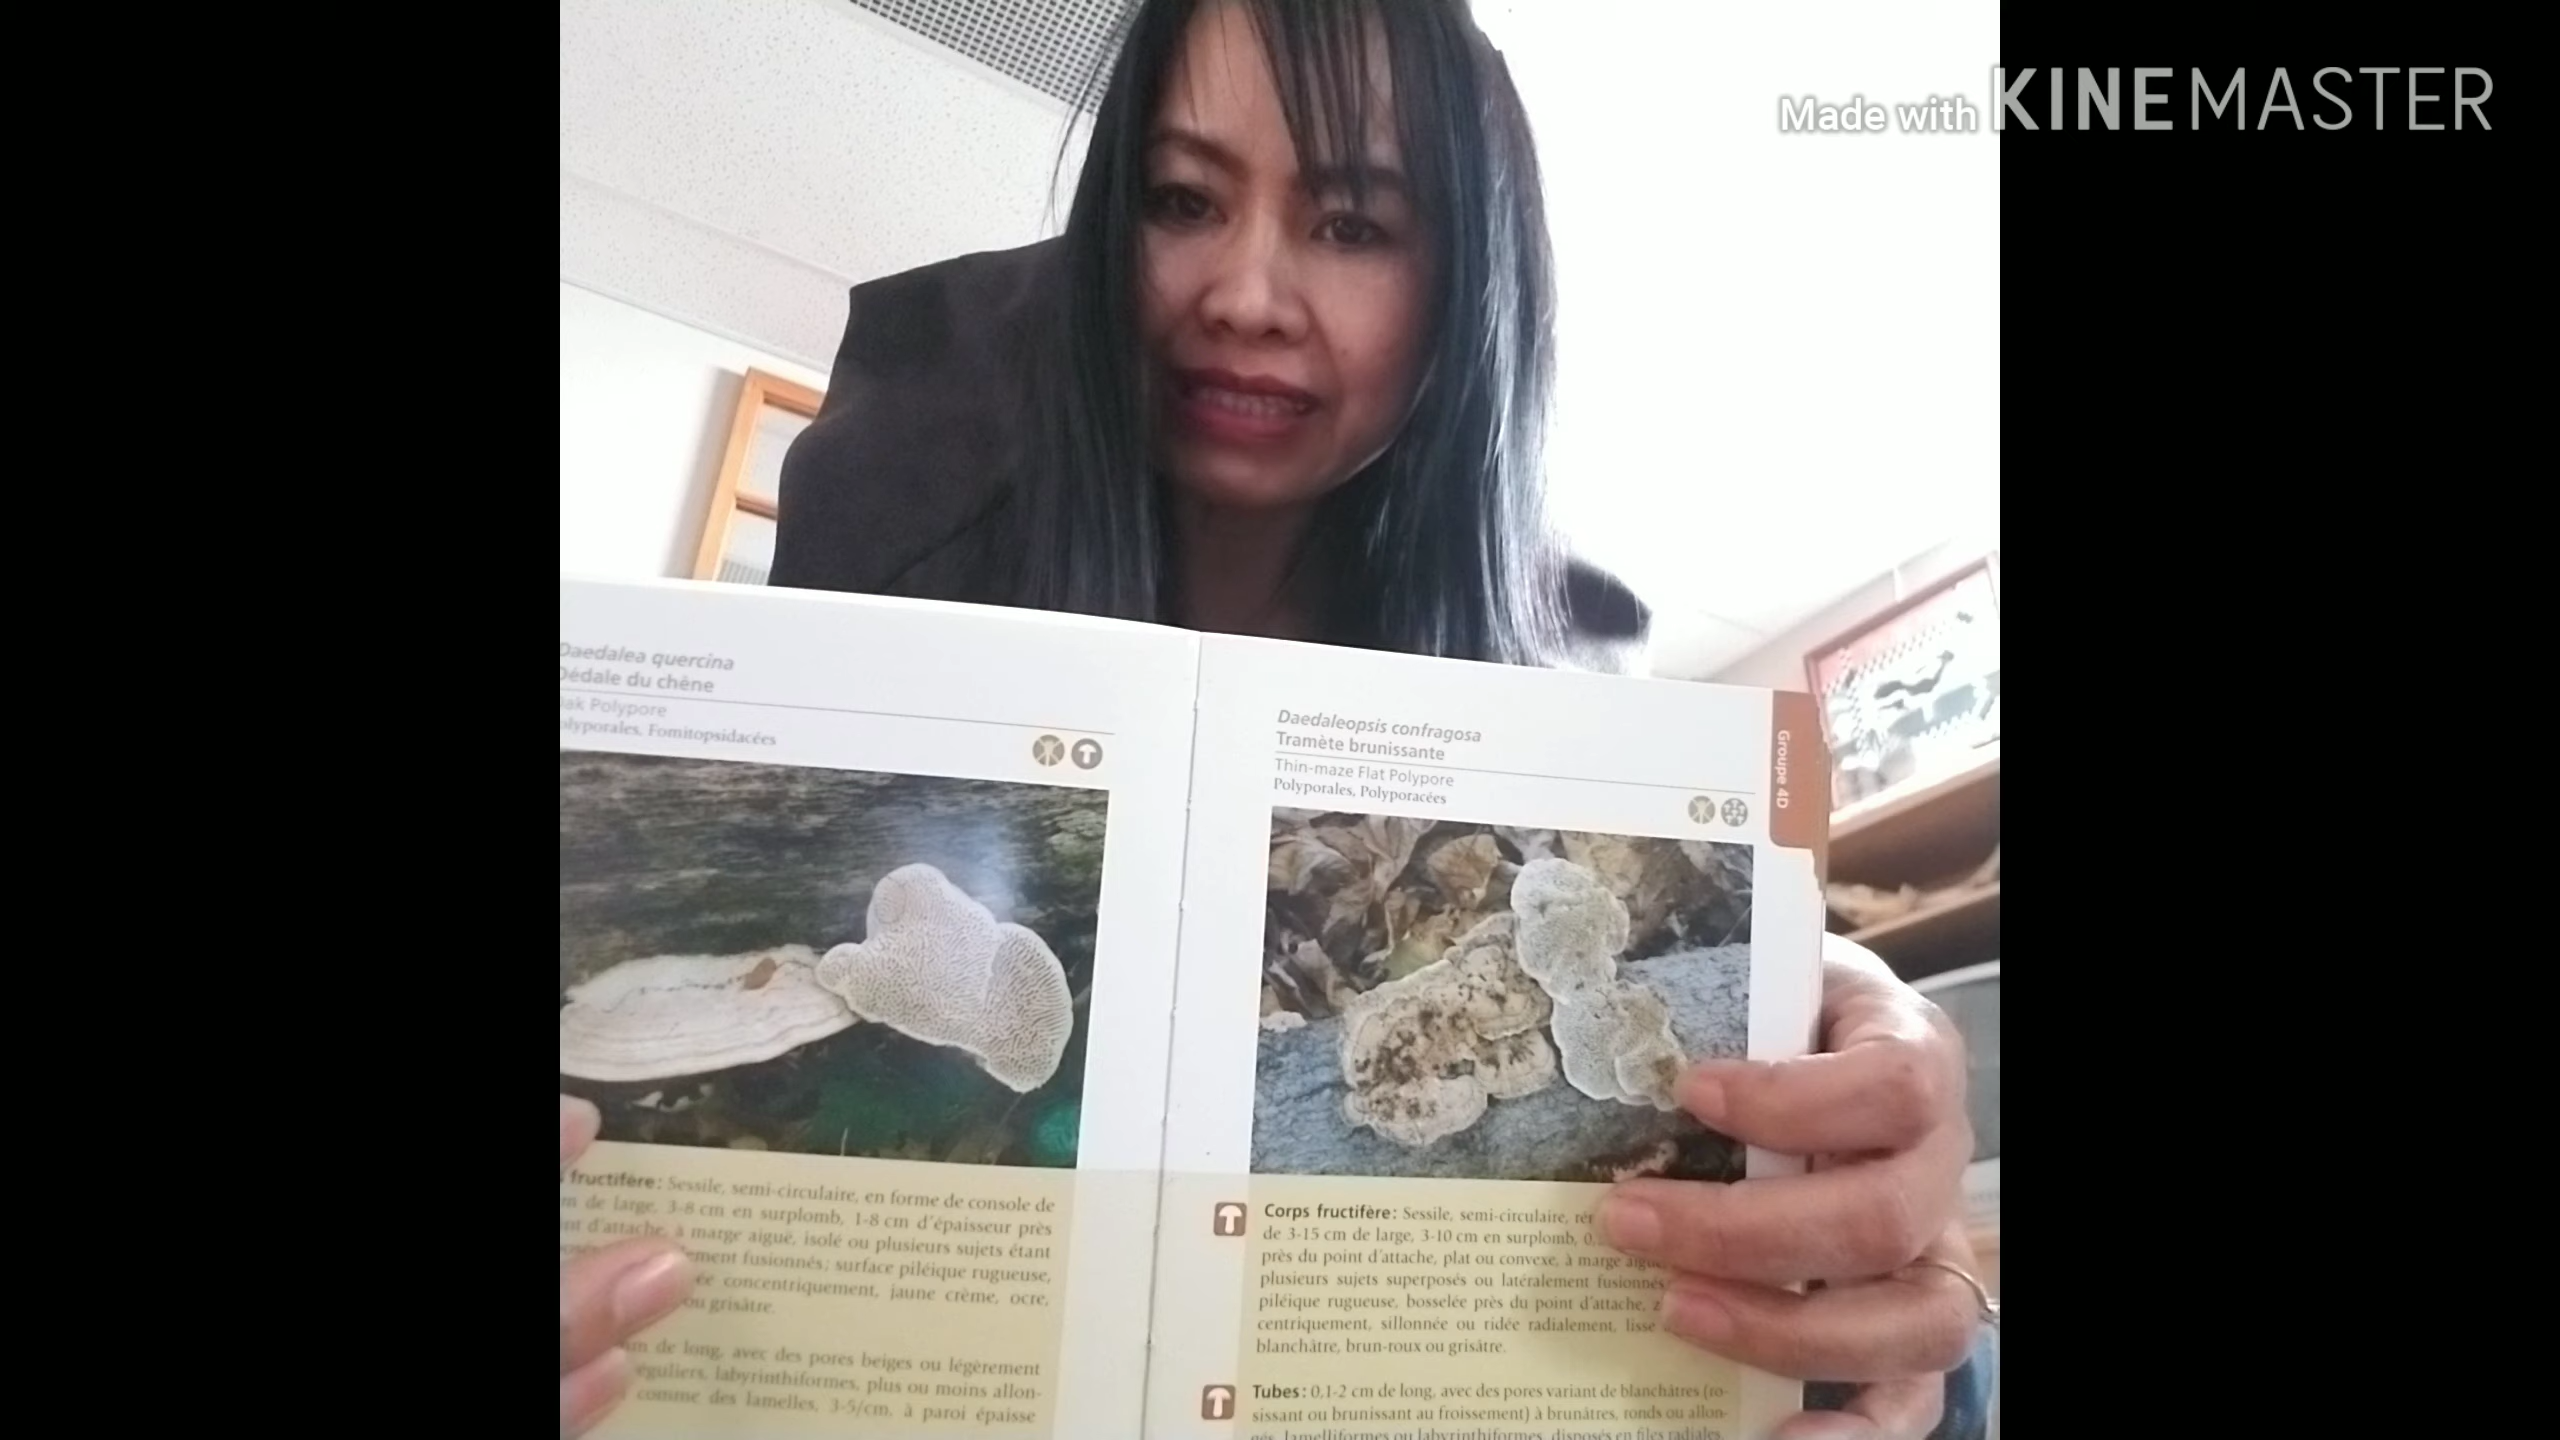 Made with KINEMASTER
Daedalea quercina
Dédale du chêne
Polypore
Fomitopsidacées
fructifère: Sessile, semi-circulaire, en forme de console de
de large, 3-8 cm en surplomb, 1-8 cm d'épaisseur près
d'attache, à marge aiguë, isolé ou plusieurs sujets étant
fusionnés; surface piléique rugueuse,
concentriquement, jaune crème, ocre,
ou grisâtre.
de long, avec des pores beiges ou légèrement
labyrinthiformes, plus ou moins allon-
comme des lamelles, 3-5/cm, à paroi épaisse
Daedaleopsis confragosa
Tramète brunissante
Thin-maze Flat Polypore
Polyporales, Polyporacées
Groupe 4D
Corps fructifère: Sessile, semi-circulaire,
de 3-15 cm de large, 3-10 cm en surplomb,
près du point d'attache, plat ou convexe, à marge
plusieurs sujets superposés ou latéralement fusionnés
piléique rugueuse, bosselée près du point d'attache,
centriquement, sillonnée ou ridée radialement, lisse
blanchâtre, brun-roux ou grisâtre.
Tubes: 0,1-2 cm de long, avec des pores variant de blanchâtres (ro-
sissant ou brunissant au froissement) à brunâtres, ronds ou allon-
gés, lamelliformes ou labyrinthiformes, disposés en files radiales,